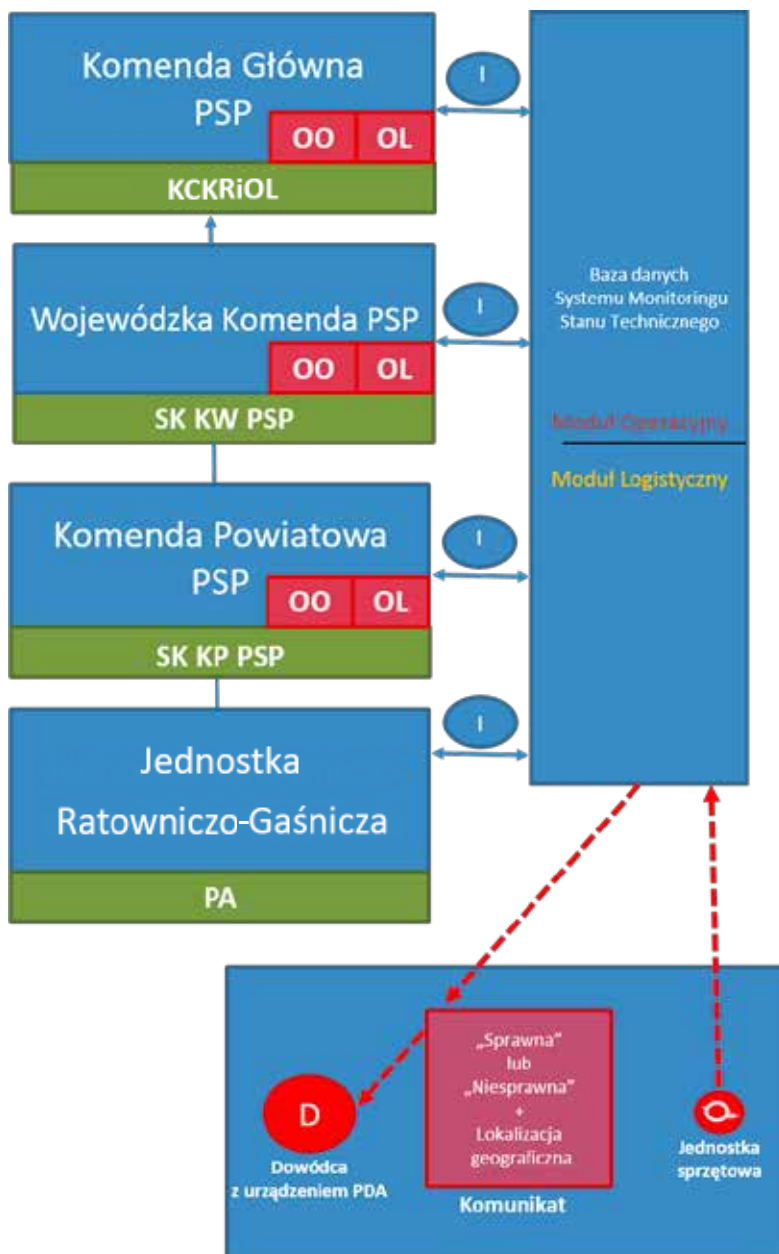 Komenda Główna
PSP
OO OL
KCKRiOL
I
Wojewódzka Komenda PSP
OO OL
SK KW PSP
I
Komenda Powiatowa
PSP
OO OL
SK KP PSP
I
Jednostka
Ratowniczo-Gaśnicza
PA
I
Baza danych
Systemu Monitoringu
Stanu Technicznego
Moduł Operacyjny
Moduł Logistyczny
D
Dowódca
z urządzeniem PDA
„Sprawna”
lub
„Niesprawna”
+
Lokalizacja
geograficzna
Komunikat
Jednostka
sprzętowa